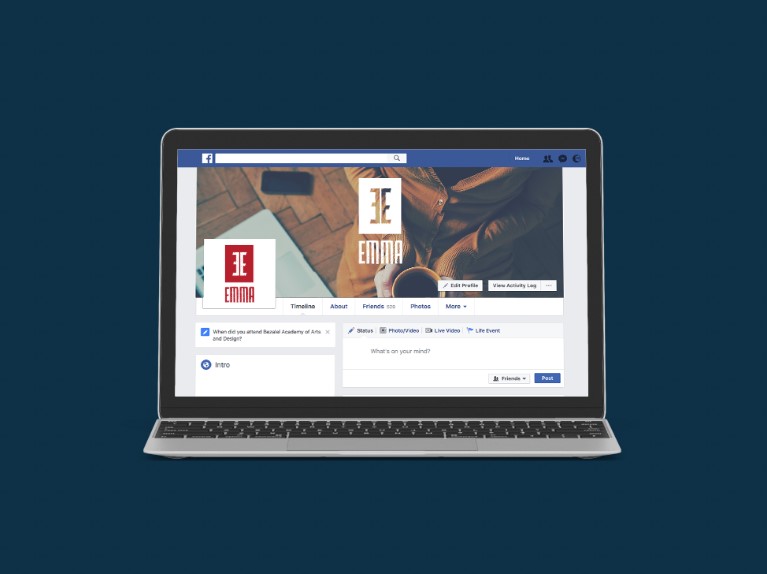 Home
EMMA
EMMA
Edit Profile
View Activity Log
Timeline
About
Friends
Photos
More
When did you attend Bezalel Academy of Arts
and Design?
Intro
Status
Photo/Video
Live Video
Life Event
What's on your mind?
Friends
Post